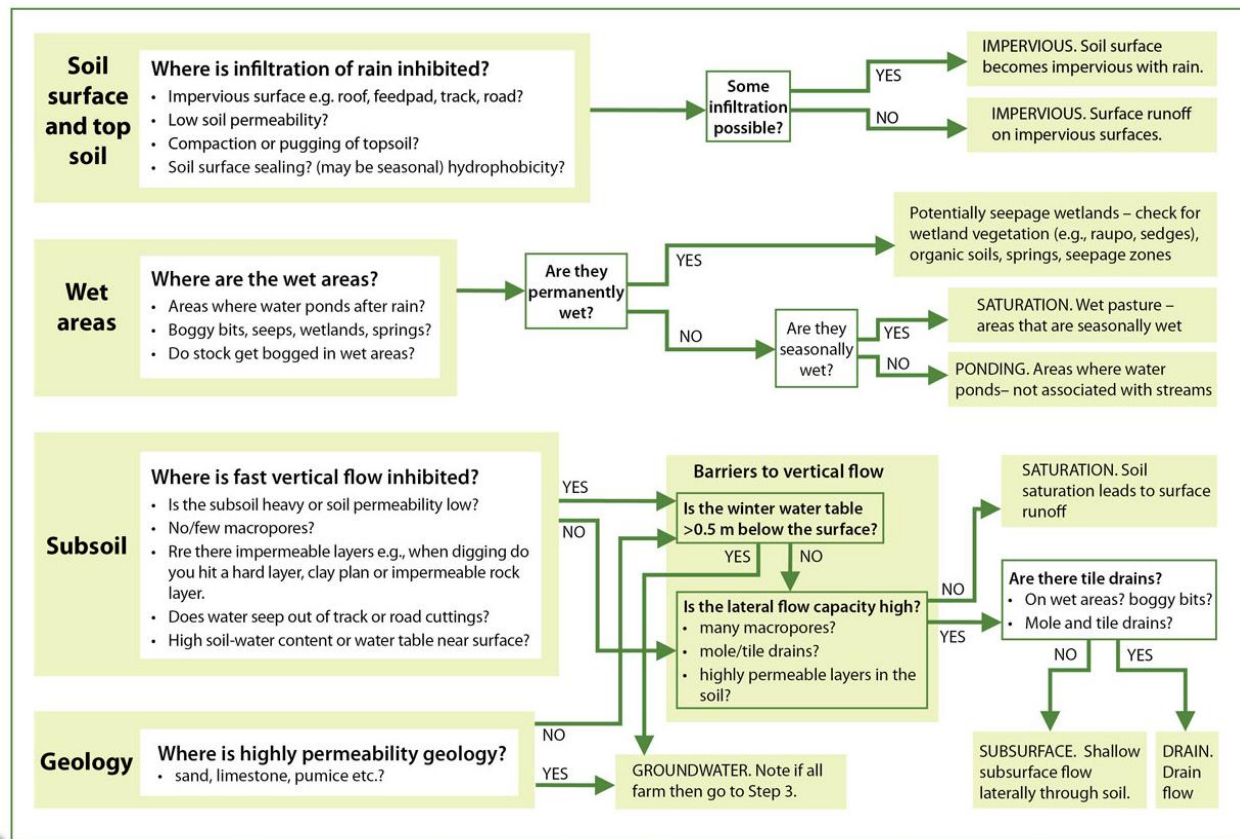 Soil
surface
and top
soil
Where is infiltration of rain inhibited?
• Impervious surface e.g. roof, feedpad, track, road?
• Low soil permeability?
• Compaction or pugging of topsoil?
• Soil surface sealing? (may be seasonal) hydrophobicity?
Some
infiltration
possible?
YES
IMPERVIOUS. Soil surface
becomes impervious with rain.
NO
IMPERVIOUS. Surface runoff
on impervious surfaces.
Wet
areas
Where are the wet areas?
• Areas where water ponds after rain?
• Boggy bits, seeps, wetlands, springs?
• Do stock get bogged in wet areas?
Are they
permanently
wet?
YES
Potentially seepage wetlands – check for
wetland vegetation (e.g., raupo, sedges),
organic soils, springs, seepage zones
NO
Are they
seasonally
wet?
YES
SATURATION. Wet pasture –
areas that are seasonally wet
NO
PONDING. Areas where water
ponds– not associated with streams
Subsoil
Where is fast vertical flow inhibited?
• Is the subsoil heavy or soil permeability low?
• No/few macropores?
• Rre there impermeable layers e.g., when digging do
you hit a hard layer, clay plan or impermeable rock
layer.
• Does water seep out of track or road cuttings?
• High soil-water content or water table near surface?
YES
NO
Barriers to vertical flow
Is the winter water table
>0.5 m below the surface?
YES
NO
Is the lateral flow capacity high?
• many macropores?
• mole/tile drains?
• highly permeable layers in the
soil?
NO
SATURATION. Soil
saturation leads to surface
runoff
YES
Are there tile drains?
• On wet areas? boggy bits?
• Mole and tile drains?
NO
YES
SUBSURFACE. Shallow
subsurface flow
laterally through soil.
DRAIN.
Drain
flow
Geology
Where is highly permeability geology?
• sand, limestone, pumice etc.?
NO
YES
GROUNDWATER. Note if all
farm then go to Step 3.